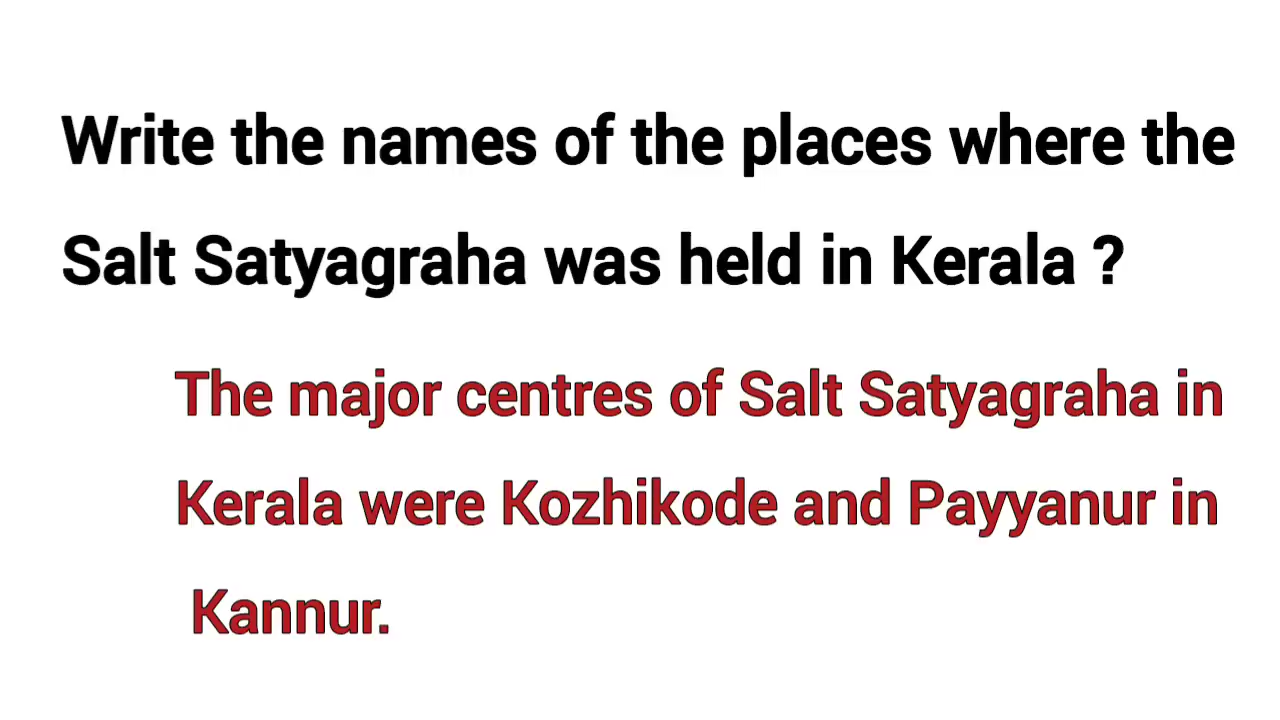 Write the names of the places where the
Salt Satyagraha was held in Kerala ?
The major centres of Salt Satyagraha in
Kerala were Kozhikode and Payyanur in
Kannur.